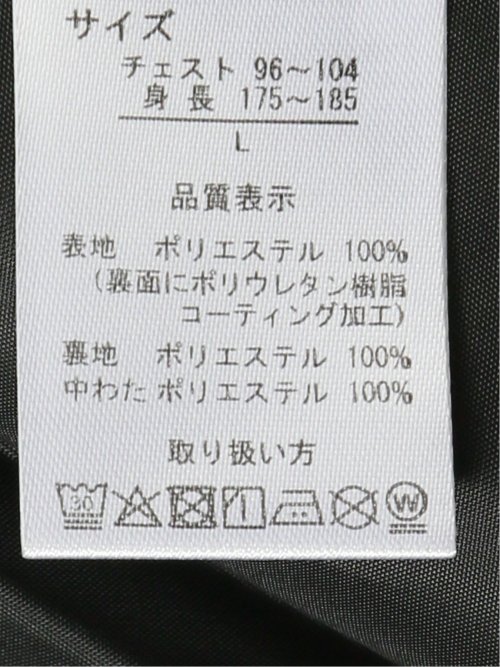 サイズ
チェスト 96～104
身長 175～185
L
品質表示
表地 ポリエステル 100%
(裏面にポリウレタン樹脂
コーティング加工)
裏地 ポリエステル 100%
中わた ポリエステル 100%
取り扱い方
30
W